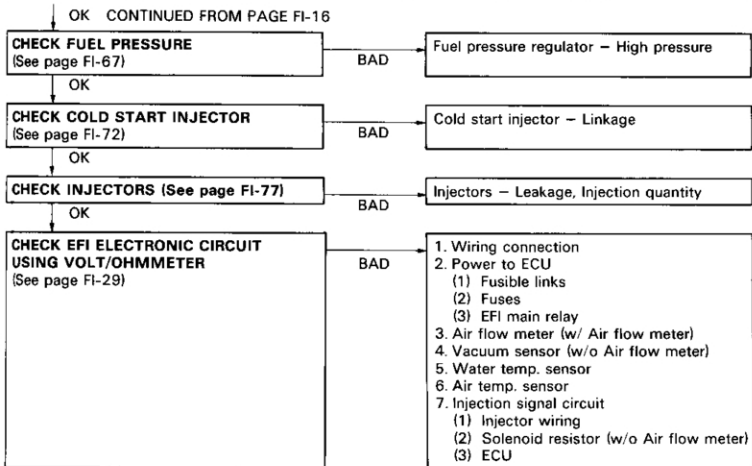 OK CONTINUED FROM PAGE FI-16
CHECK FUEL PRESSURE
(See page FI-67)
BAD
Fuel pressure regulator – High pressure
OK
CHECK COLD START INJECTOR
(See page FI-72)
BAD
Cold start injector – Linkage
OK
CHECK INJECTORS (See page FI-77)
BAD
Injectors – Leakage, Injection quantity
OK
CHECK EFI ELECTRONIC CIRCUIT
USING VOLT/OHMMETER
(See page FI-29)
BAD
1. Wiring connection
2. Power to ECU
(1) Fusible links
(2) Fuses
(3) EFI main relay
3. Air flow meter (w/ Air flow meter)
4. Vacuum sensor (w/o Air flow meter)
5. Water temp. sensor
6. Air temp. sensor
7. Injection signal circuit
(1) Injector wiring
(2) Solenoid resistor (w/o Air flow meter)
(3) ECU